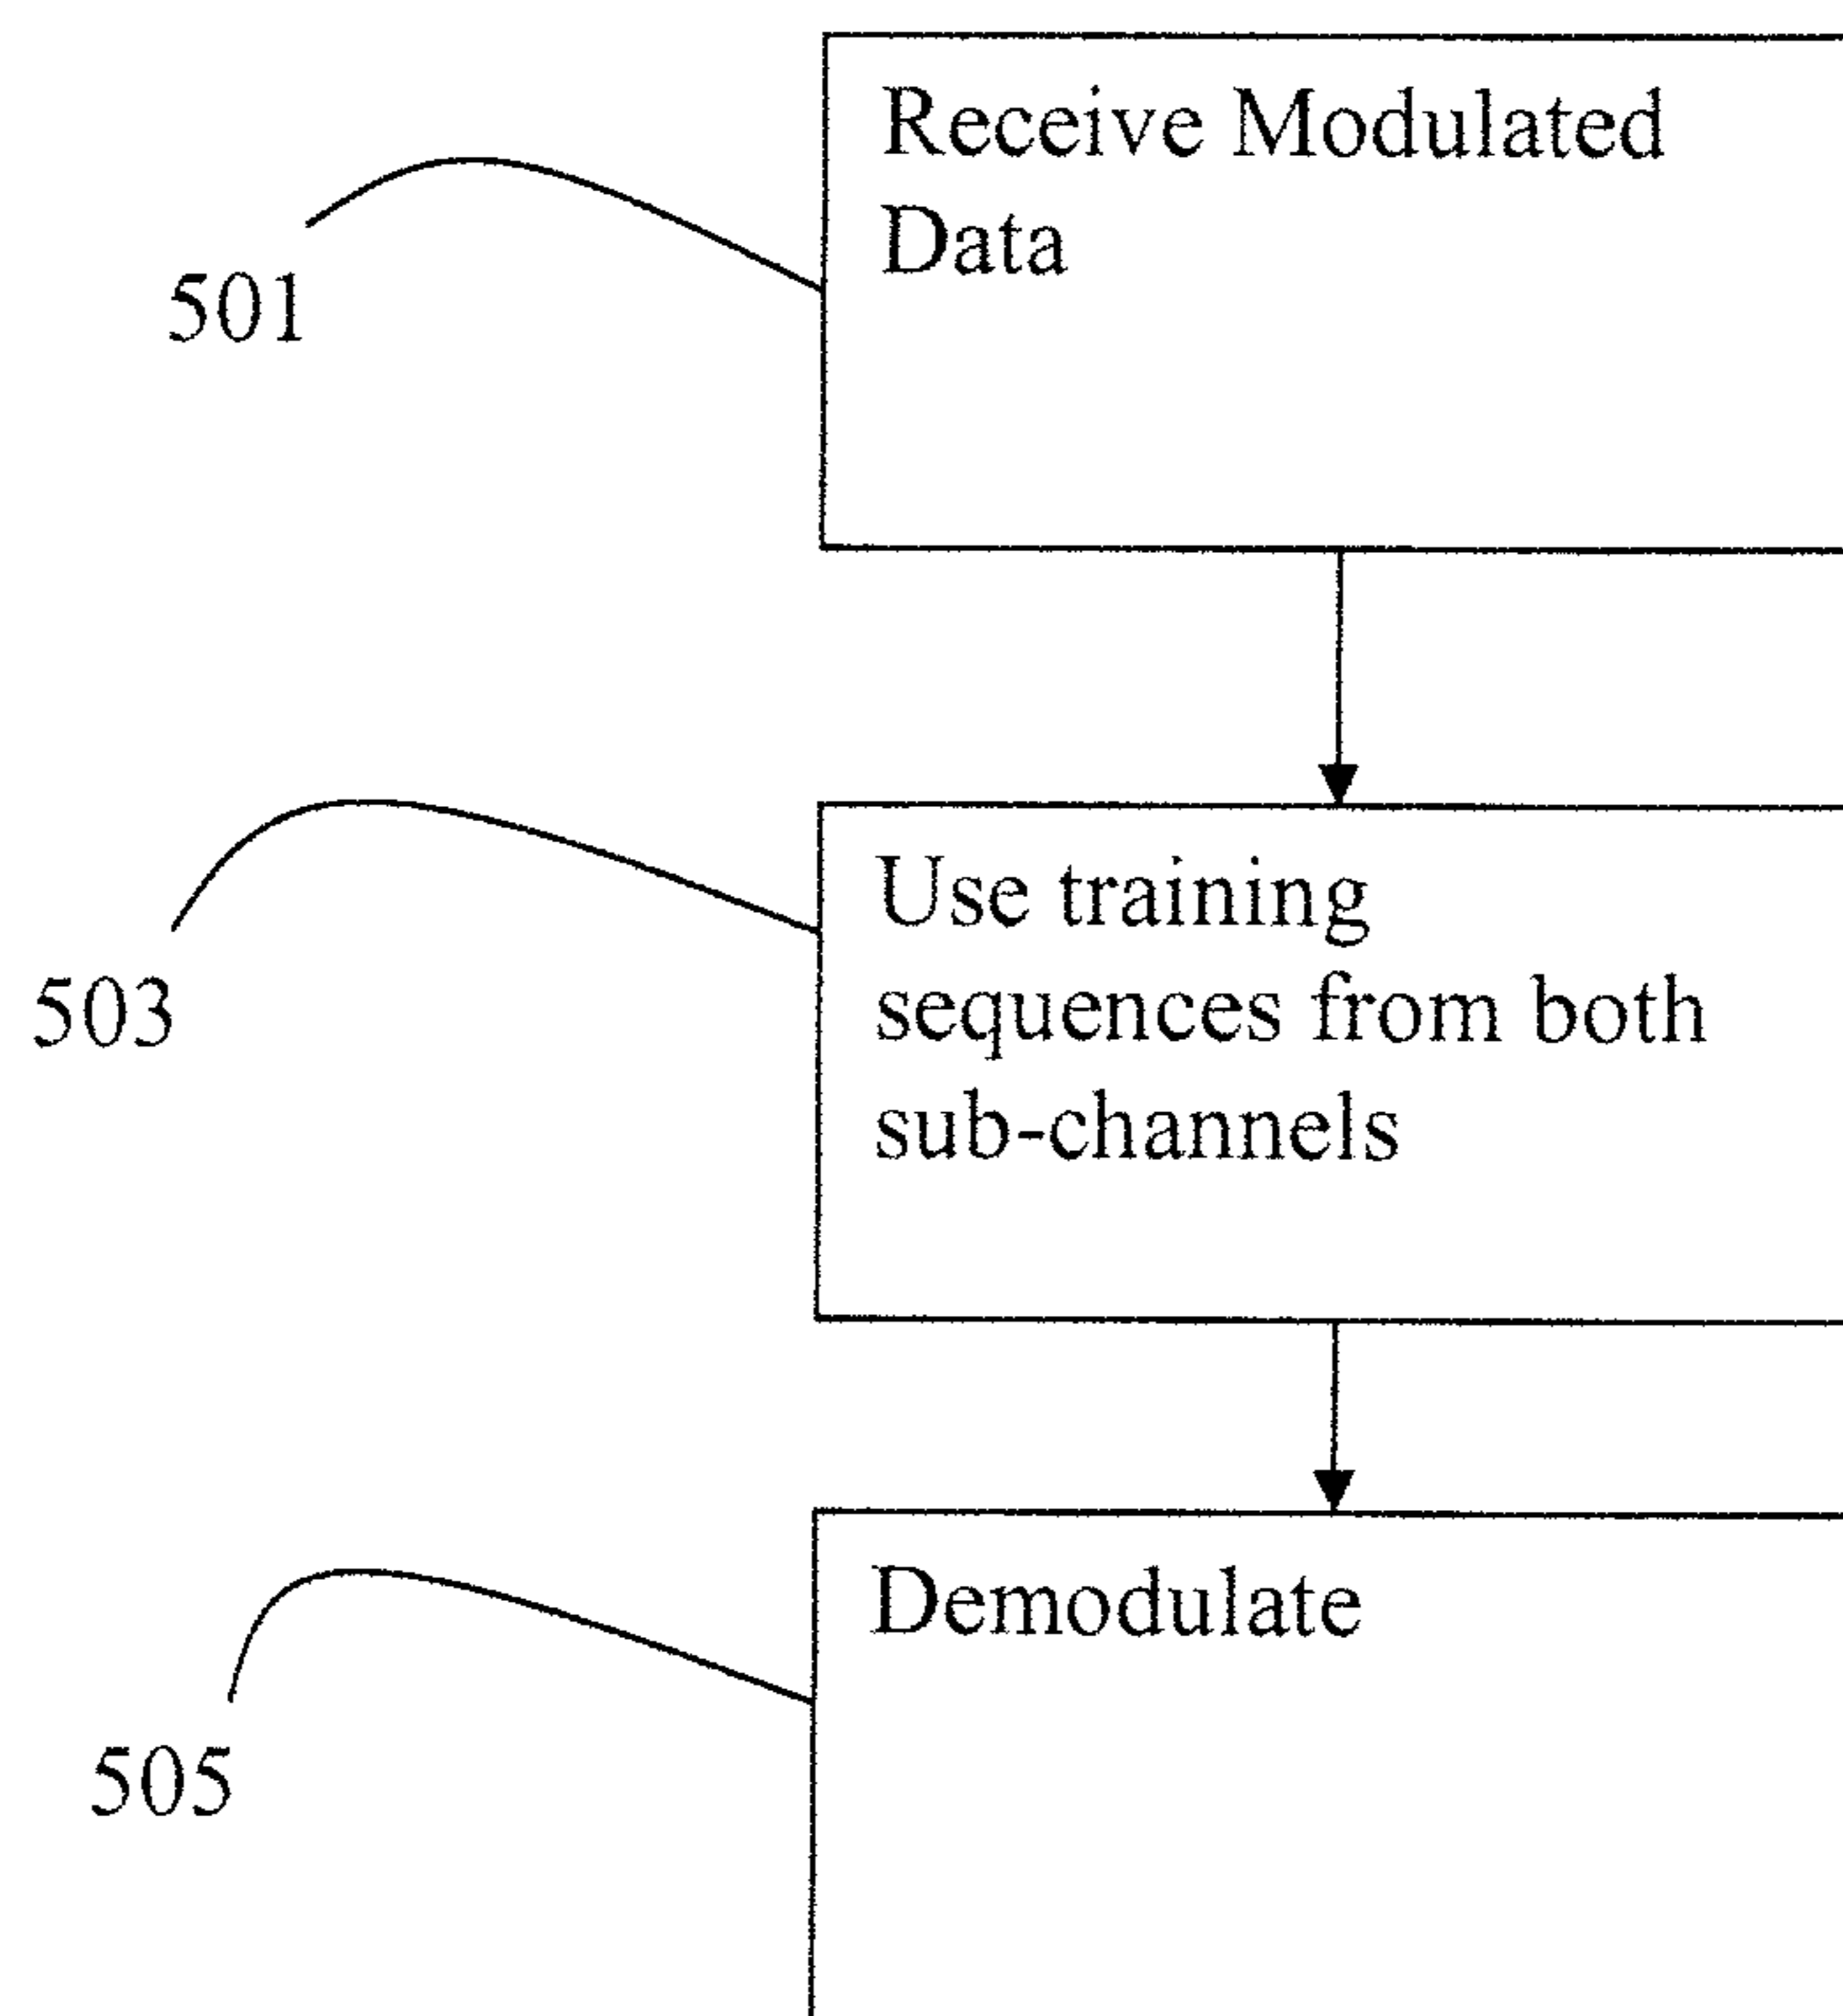 Receive Modulated
Data
501
Use training
sequences from both
sub-channels
503
Demodulate
505